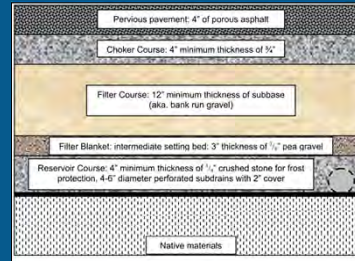 Pervious pavement: 4" of porous asphalt
Choker Course: 4" minimum thickness of ¾"
Filter Course: 12" minimum thickness of subbase
(aka. bank run gravel)
Filter Blanket: intermediate setting bed: 3" thickness of ³/₈" pea gravel
Reservoir Course: 4" minimum thickness of crushed stone for frost
protection, 4-6" diameter perforated subdrains with 2" cover
Native materials